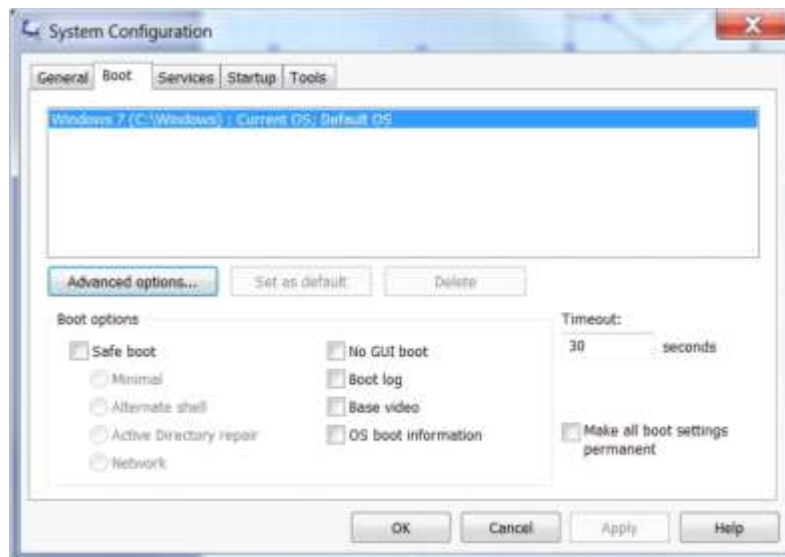 System Configuration
General Boot Services Startup Tools
Windows 7 (C:\Windows) : Current OS; Default OS
Advanced options... Set as default Delete
Boot options
Timeout:
Safe boot No GUI boot 30 seconds
Minimal Boot log
Alternate shell Base video
Active Directory repair OS boot information Make all boot settings
permanent
Network
OK Cancel Apply Help